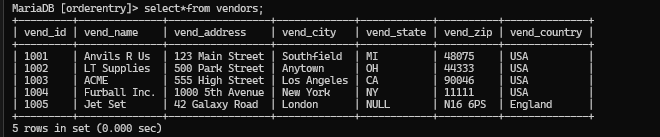 MariaDB [orderentry]> select*from vendors;
+---------+---------------+-----------------+-------------+------------+----------+--------------+
| vend_id | vend_name     | vend_address    | vend_city   | vend_state | vend_zip | vend_country |
+---------+---------------+-----------------+-------------+------------+----------+--------------+
| 1001    | Anvils R Us   | 123 Main Street | Southfield  | MI         | 48075    | USA          |
| 1002    | LT Supplies   | 500 Park Street | Anytown     | OH         | 44333    | USA          |
| 1003    | ACME          | 555 High Street | Los Angeles | CA         | 90046    | USA          |
| 1004    | Furball Inc.  | 1000 5th Avenue | New York    | NY         | 11111    | USA          |
| 1005    | Jet Set       | 42 Galaxy Road  | London      | NULL       | N16 6PS  | England      |
+---------+---------------+-----------------+-------------+------------+----------+--------------+
5 rows in set (0.000 sec)